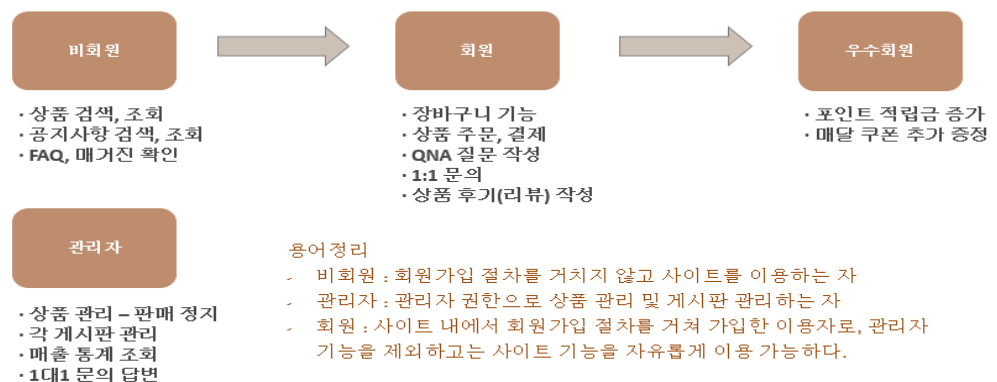 비회원
· 상품 검색, 조회
· 공지사항 검색, 조회
· FAQ, 매거진 확인
회원
· 장바구니 기능
· 상품 주문, 결제
· QNA 질문 작성
· 1:1 문의
· 상품 후기(리뷰) 작성
우수회원
· 포인트 적립금 증가
· 매달 쿠폰 추가 증정
관리자
· 상품 관리 – 판매 정지
· 각 게시판 관리
· 매출 통계 조회
· 1대1 문의 답변
용어정리
- 비회원 : 회원가입 절차를 거치지 않고 사이트를 이용하는 자
- 관리자 : 관리자 권한으로 상품 관리 및 게시판 관리하는 자
- 회원 : 사이트 내에서 회원가입 절차를 거쳐 가입한 이용자로, 관리자
기능을 제외하고는 사이트 기능을 자유롭게 이용 가능하다.